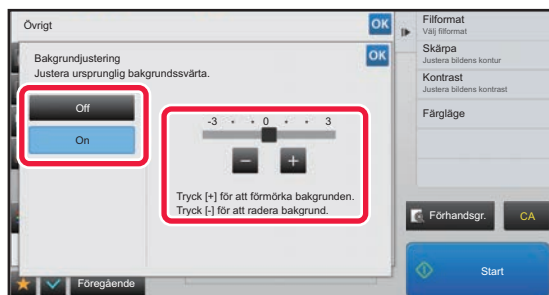 Övrigt
OK
Bakgrundjustering
Justera ursprunglig bakgrundssvärta.
OK
Off
On
-3 0 3
- +
Tryck [+] för att förmörka bakgrunden.
Tryck [-] för att radera bakgrund.
Föregående
Filformat
Välj filformat
Skärpa
Justera bildens kontur
Kontrast
Justera bildens kontrast
Färgläge
Förhandsgr.
CA
Start